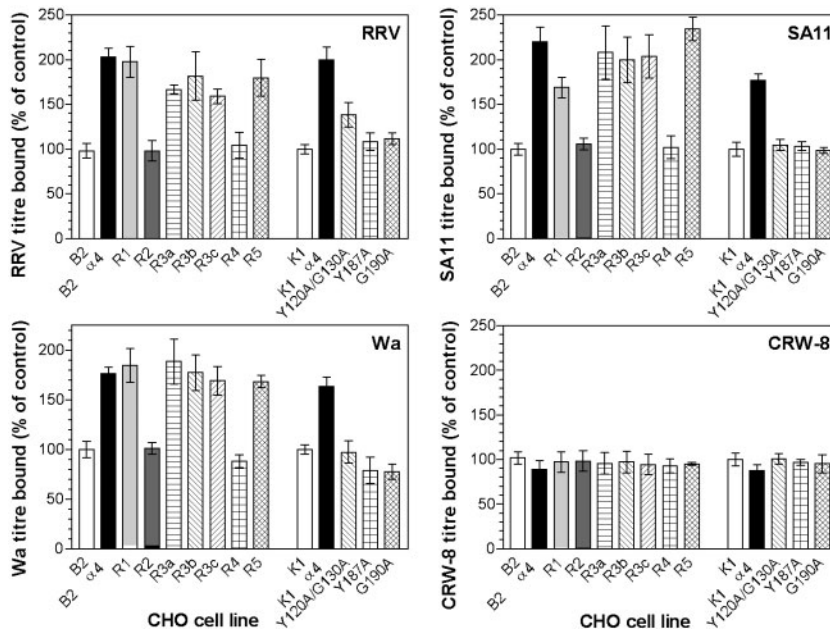 RRV
RRV titre bound (% of control)
250
200
150
100
50
0
B2
B2 α4
R1
R2
R3a
R3b
R3c
R4
R5
K1
K1 α4
Y120A/G130A
Y187A
G190A
SA11
SA11 titre bound (% of control)
250
200
150
100
50
0
B2
B2 α4
R1
R2
R3a
R3b
R3c
R4
R5
K1
K1 α4
Y120A/G130A
Y187A
G190A
Wa
Wa titre bound (% of control)
200
150
100
50
0
B2
B2 α4
R1
R2
R3a
R3b
R3c
R4
R5
K1
K1 α4
Y120A/G130A
Y187A
G190A
CHO cell line
CRW-8
CRW-8 titre bound (% of control)
250
200
150
100
50
0
B2
B2 α4
R1
R2
R3a
R3b
R3c
R4
R5
K1
K1 α4
Y120A/G130A
Y187A
G190A
CHO cell line